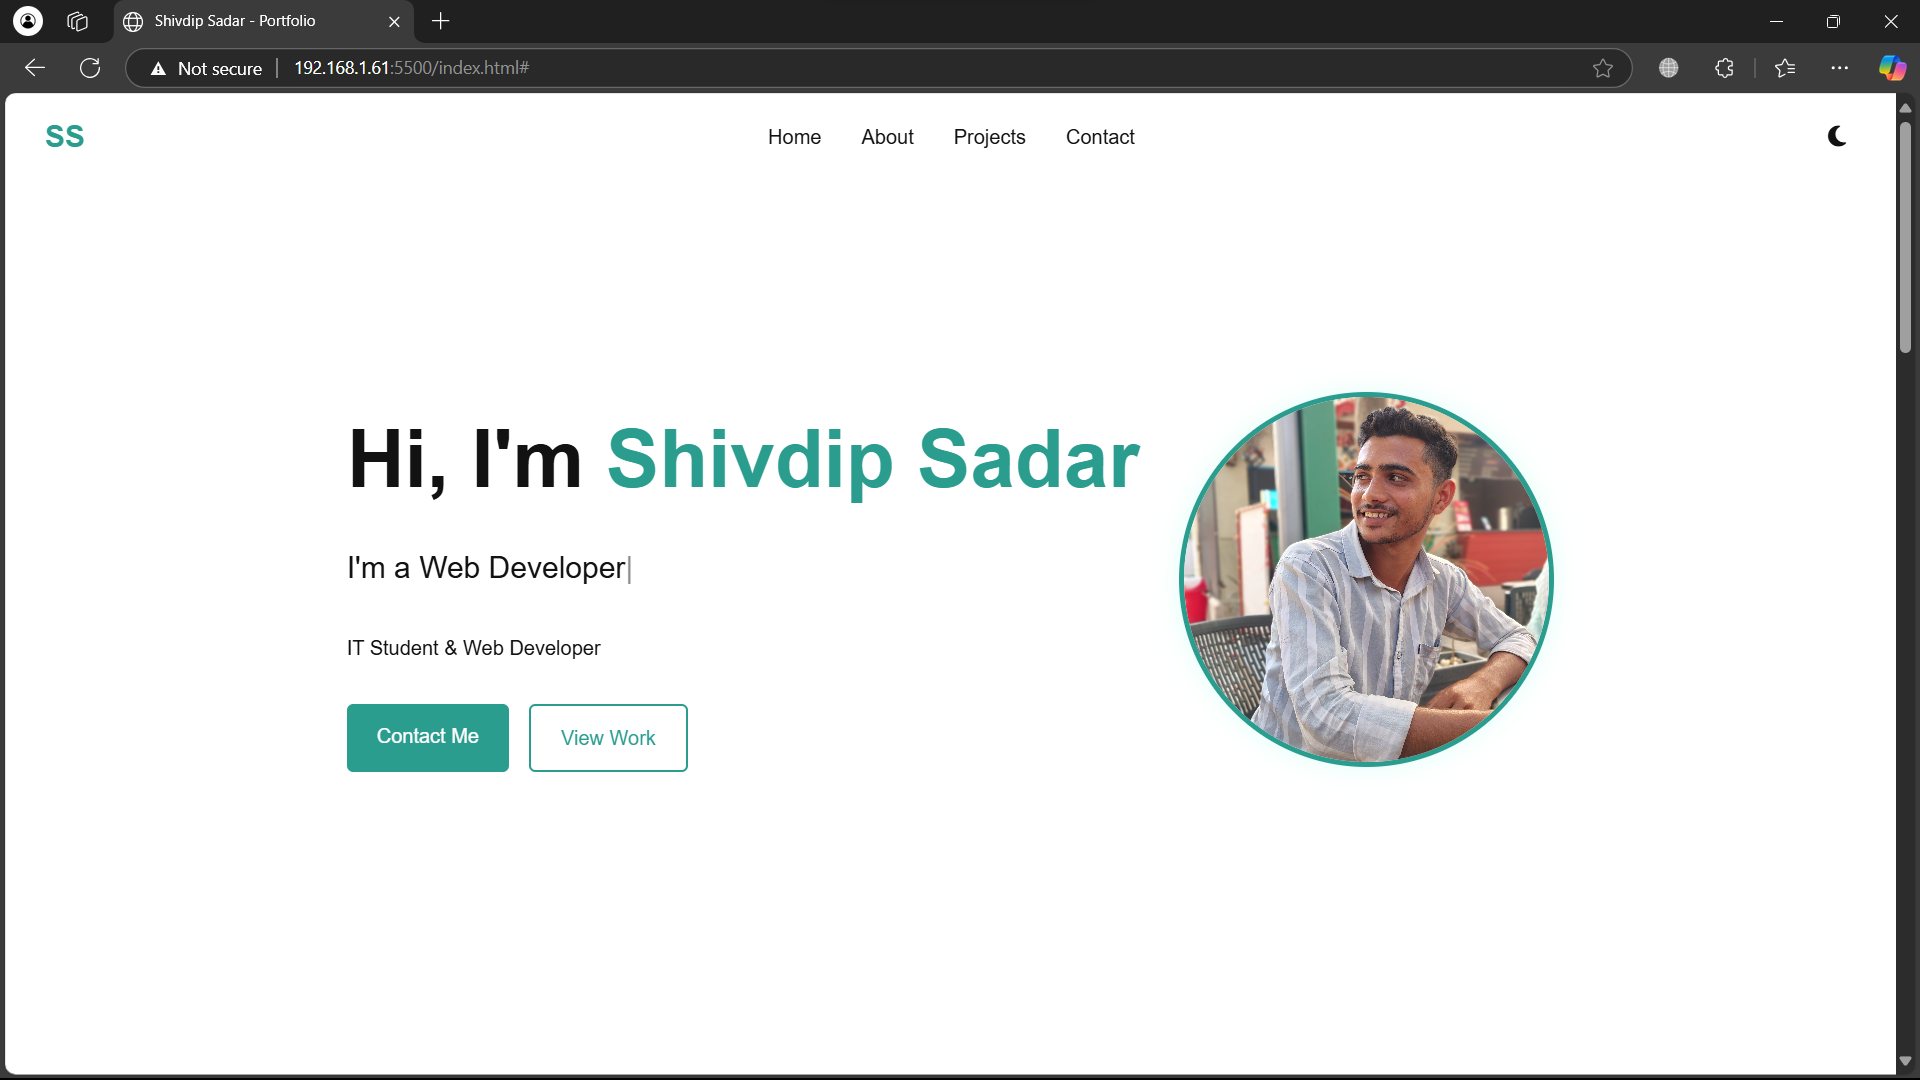 Shivdip Sadar - Portfolio
Not secure
192.168.1.61:5500/index.html#
SS
Home About Projects Contact
Hi, I'm Shivdip Sadar
I'm a Web Developer|
IT Student & Web Developer
Contact Me
View Work